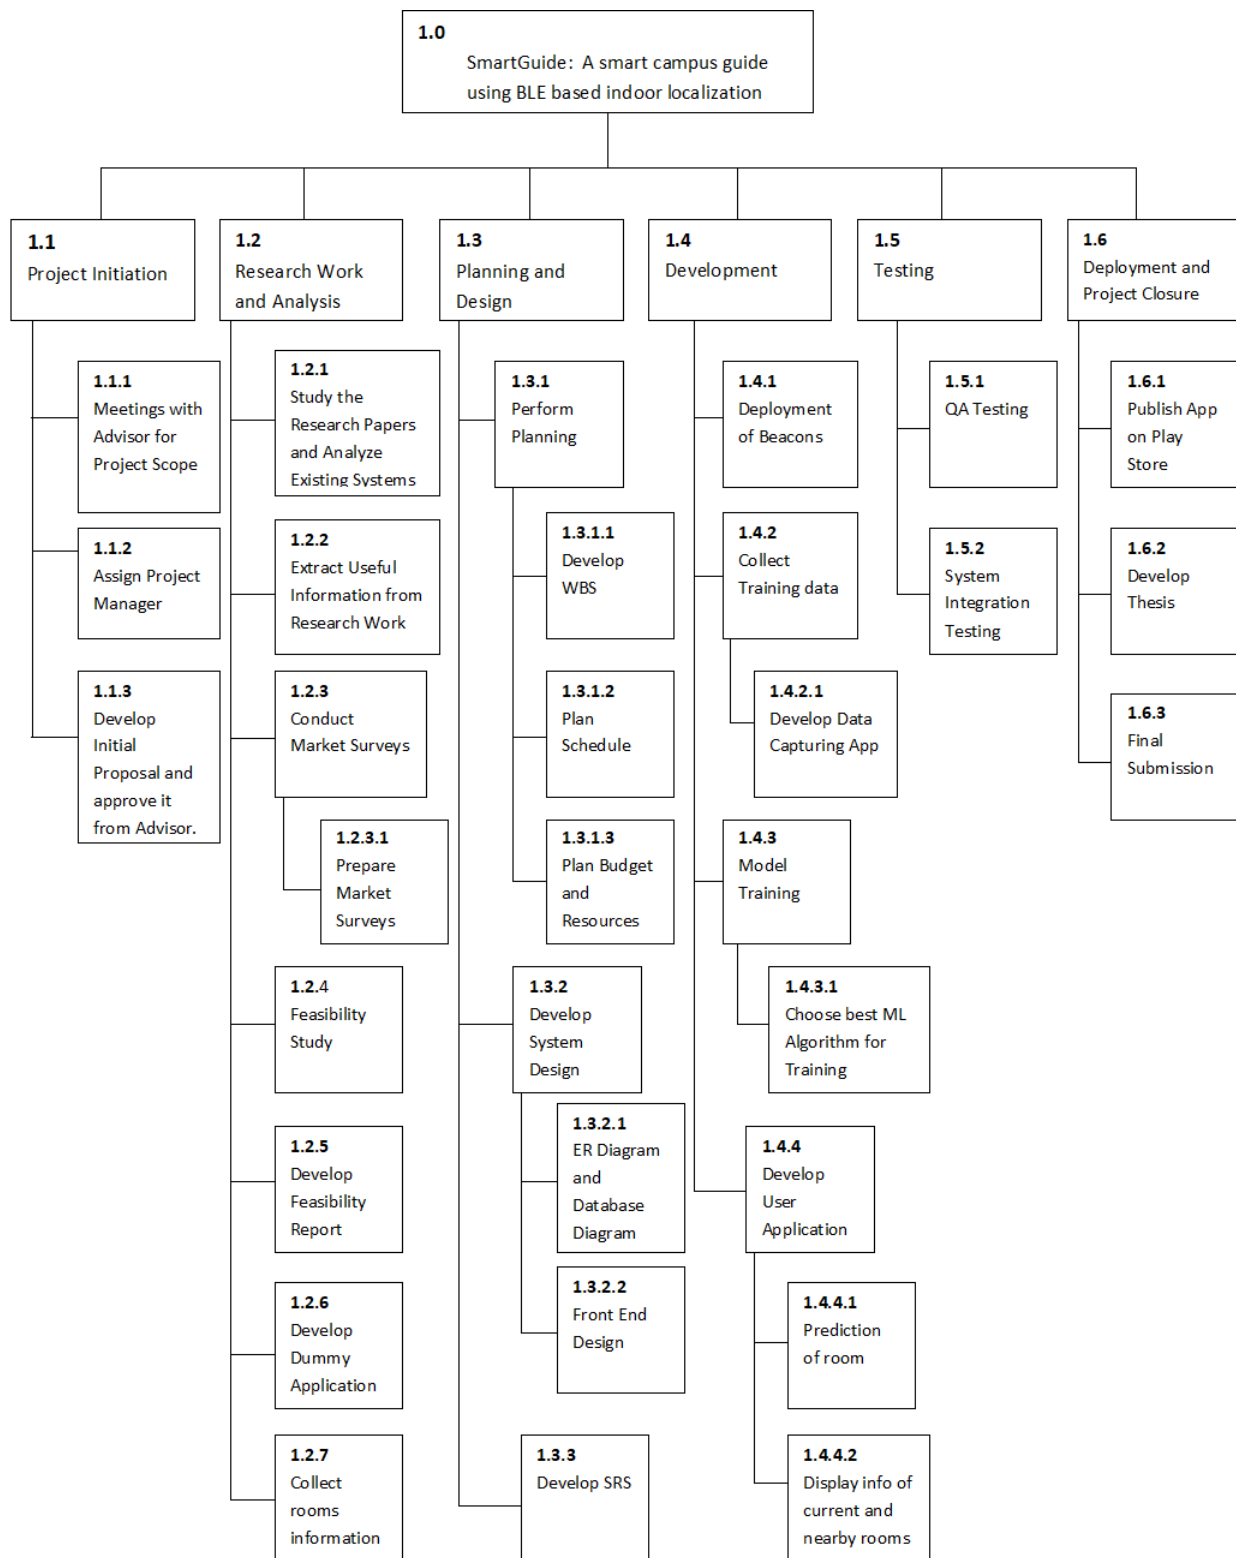 1.0
SmartGuide: A smart campus guide
using BLE based indoor localization
1.1
Project Initiation
1.1.1
Meetings with
Advisor for
Project Scope
1.1.2
Assign Project
Manager
1.1.3
Develop
Initial
Proposal and
approve it
from Advisor.
1.2
Research Work
and Analysis
1.2.1
Study the
Research Papers
and Analyze
Existing Systems
1.2.2
Extract Useful
Information from
Research Work
1.2.3
Conduct
Market Surveys
1.2.3.1
Prepare
Market
Surveys
1.2.4
Feasibility
Study
1.2.5
Develop
Feasibility
Report
1.2.6
Develop
Dummy
Application
1.2.7
Collect
rooms
information
1.3
Planning and
Design
1.3.1
Perform
Planning
1.3.1.1
Develop
WBS
1.3.1.2
Plan
Schedule
1.3.1.3
Plan Budget
and
Resources
1.3.2
Develop
System
Design
1.3.2.1
ER Diagram
and
Database
Diagram
1.3.2.2
Front End
Design
1.3.3
Develop SRS
1.4
Development
1.4.1
Deployment
of Beacons
1.4.2
Collect
Training data
1.4.2.1
Develop Data
Capturing App
1.4.3
Model
Training
1.4.3.1
Choose best ML
Algorithm for
Training
1.4.4
Develop
User
Application
1.4.4.1
Prediction
of room
1.4.4.2
Display info of
current and
nearby rooms
1.5
Testing
1.5.1
QA Testing
1.5.2
System
Integration
Testing
1.6
Deployment and
Project Closure
1.6.1
Publish App
on Play
Store
1.6.2
Develop
Thesis
1.6.3
Final
Submission